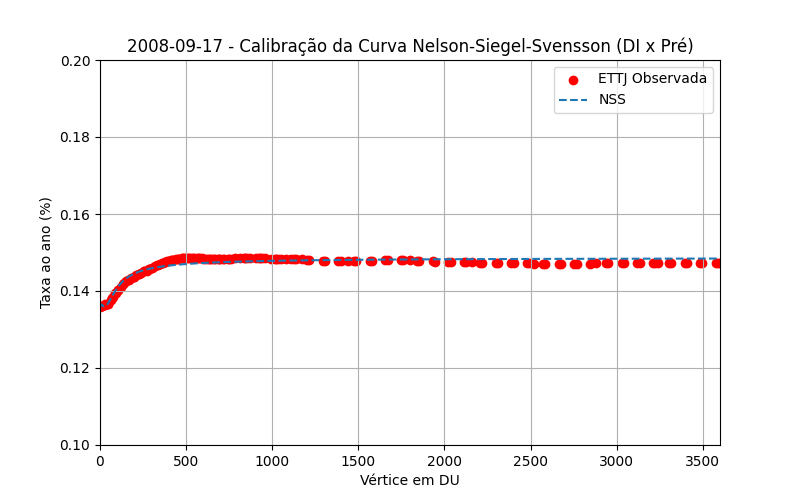 2008-09-17 - Calibração da Curva Nelson-Siegel-Svensson (DI x Pré)
0.20
0.18
0.16
0.14
0.12
0.10
Taxa ao ano (%)
ETTJ Observada
NSS
0
500
1000
1500
2000
2500
3000
3500
Vértice em DU